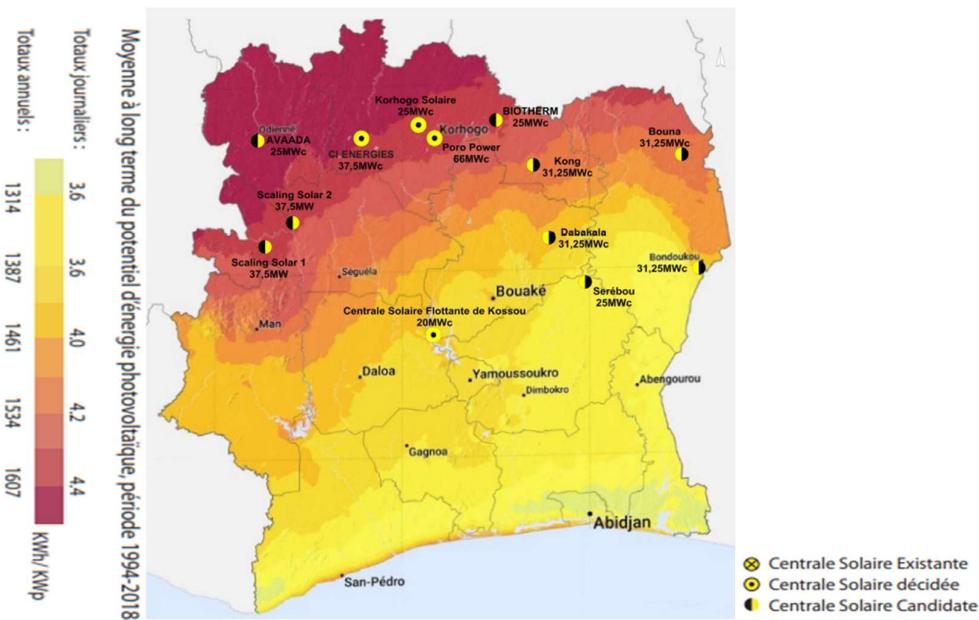 Moyenne à long terme du potentiel d'énergie photovoltaïque, période 1994-2018
Totaux journaliers :
3.6
3.6
4.0
4.2
4,4
Totaux annuels :
1314
1387
1461
1534
1607
KWh/ KWp
Odienné
AVAADA
25MWc
CI ENERGIES
37,5MWc
Korhogo Solaire
25MWc
Korhogo
Poro Power
66MWc
BIOTHERM
25MWc
Kong
31,25MWc
Bouna
31,25MWc
Scaling Solar 2
37,5MW
Scaling Solar 1
37,5MW
Séguéla
Dabakala
31,25MWc
Bondoukou
31,25MWc
Serébou
25MWc
Bouaké
Centrale Solaire Flottante de Kossou
20MWc
Man
Daloa
Yamoussoukro
Dimbokro
Abengourou
Gagnoa
Abidjan
San-Pédro
Centrale Solaire Existante
Centrale Solaire décidée
Centrale Solaire Candidate